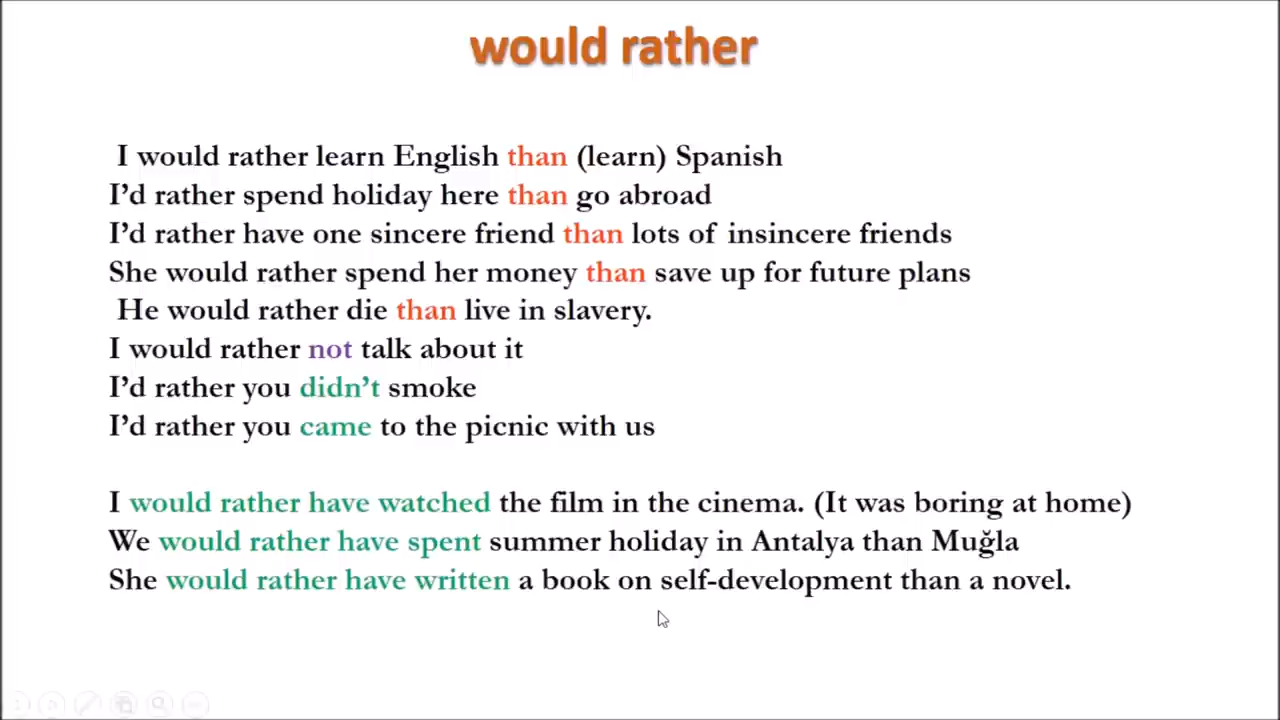 would rather
I would rather learn English than (learn) Spanish
I’d rather spend holiday here than go abroad
I’d rather have one sincere friend than lots of insincere friends
She would rather spend her money than save up for future plans
He would rather die than live in slavery.
I would rather not talk about it
I’d rather you didn’t smoke
I’d rather you came to the picnic with us
I would rather have watched the film in the cinema. (It was boring at home)
We would rather have spent summer holiday in Antalya than Muğla
She would rather have written a book on self-development than a novel.